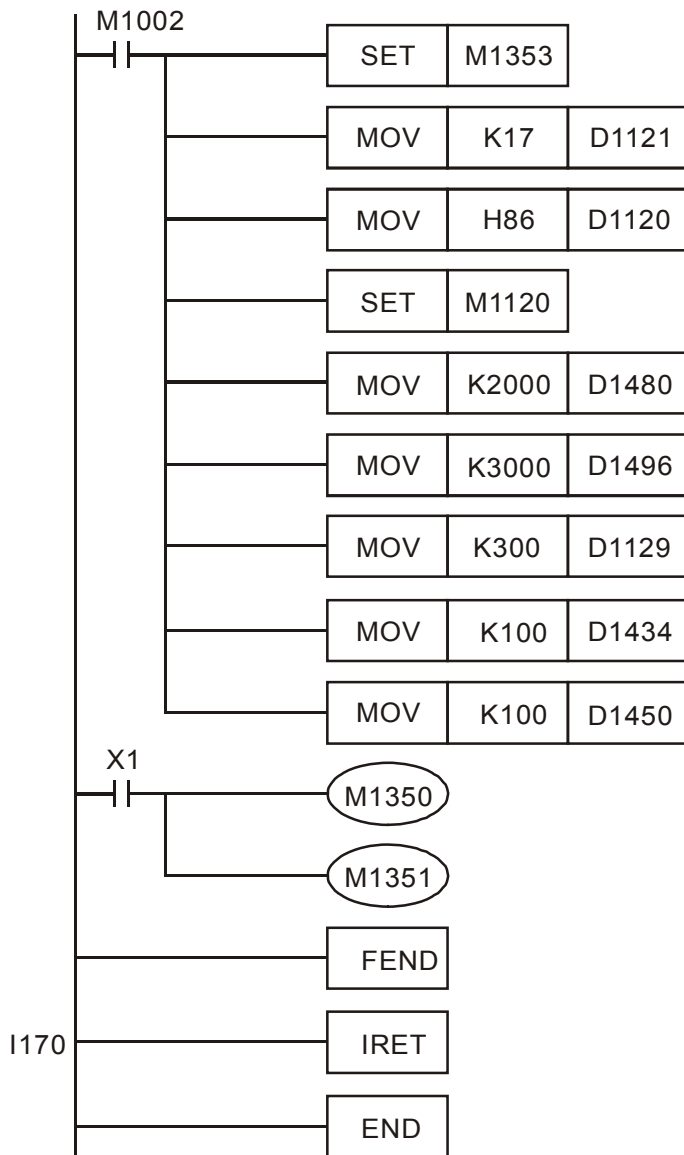 M1002
SET M1353
MOV K17 D1121
MOV H86 D1120
SET M1120
MOV K2000 D1480
MOV K3000 D1496
MOV K300 D1129
MOV K100 D1434
MOV K100 D1450
X1
M1350
M1351
FEND
I170 IRET
END